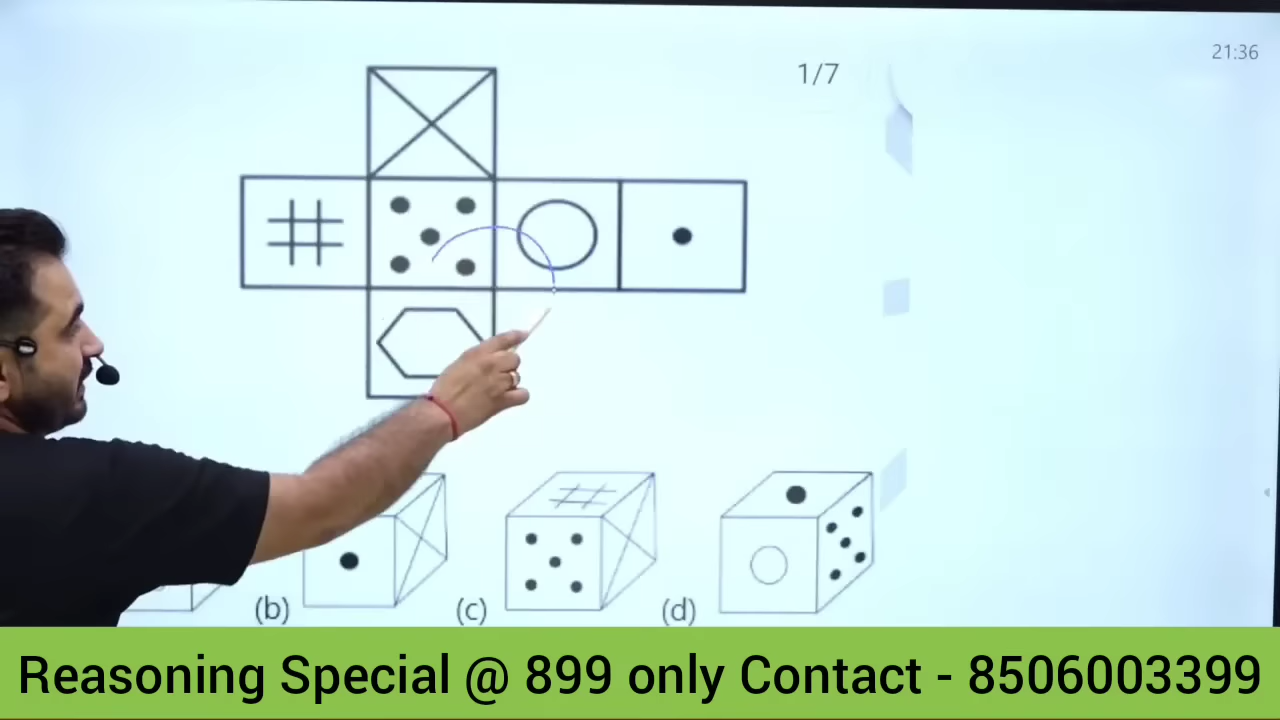 21:36
1/7
(b)
(c)
(d)
Reasoning Special @ 899 only Contact - 8506003399